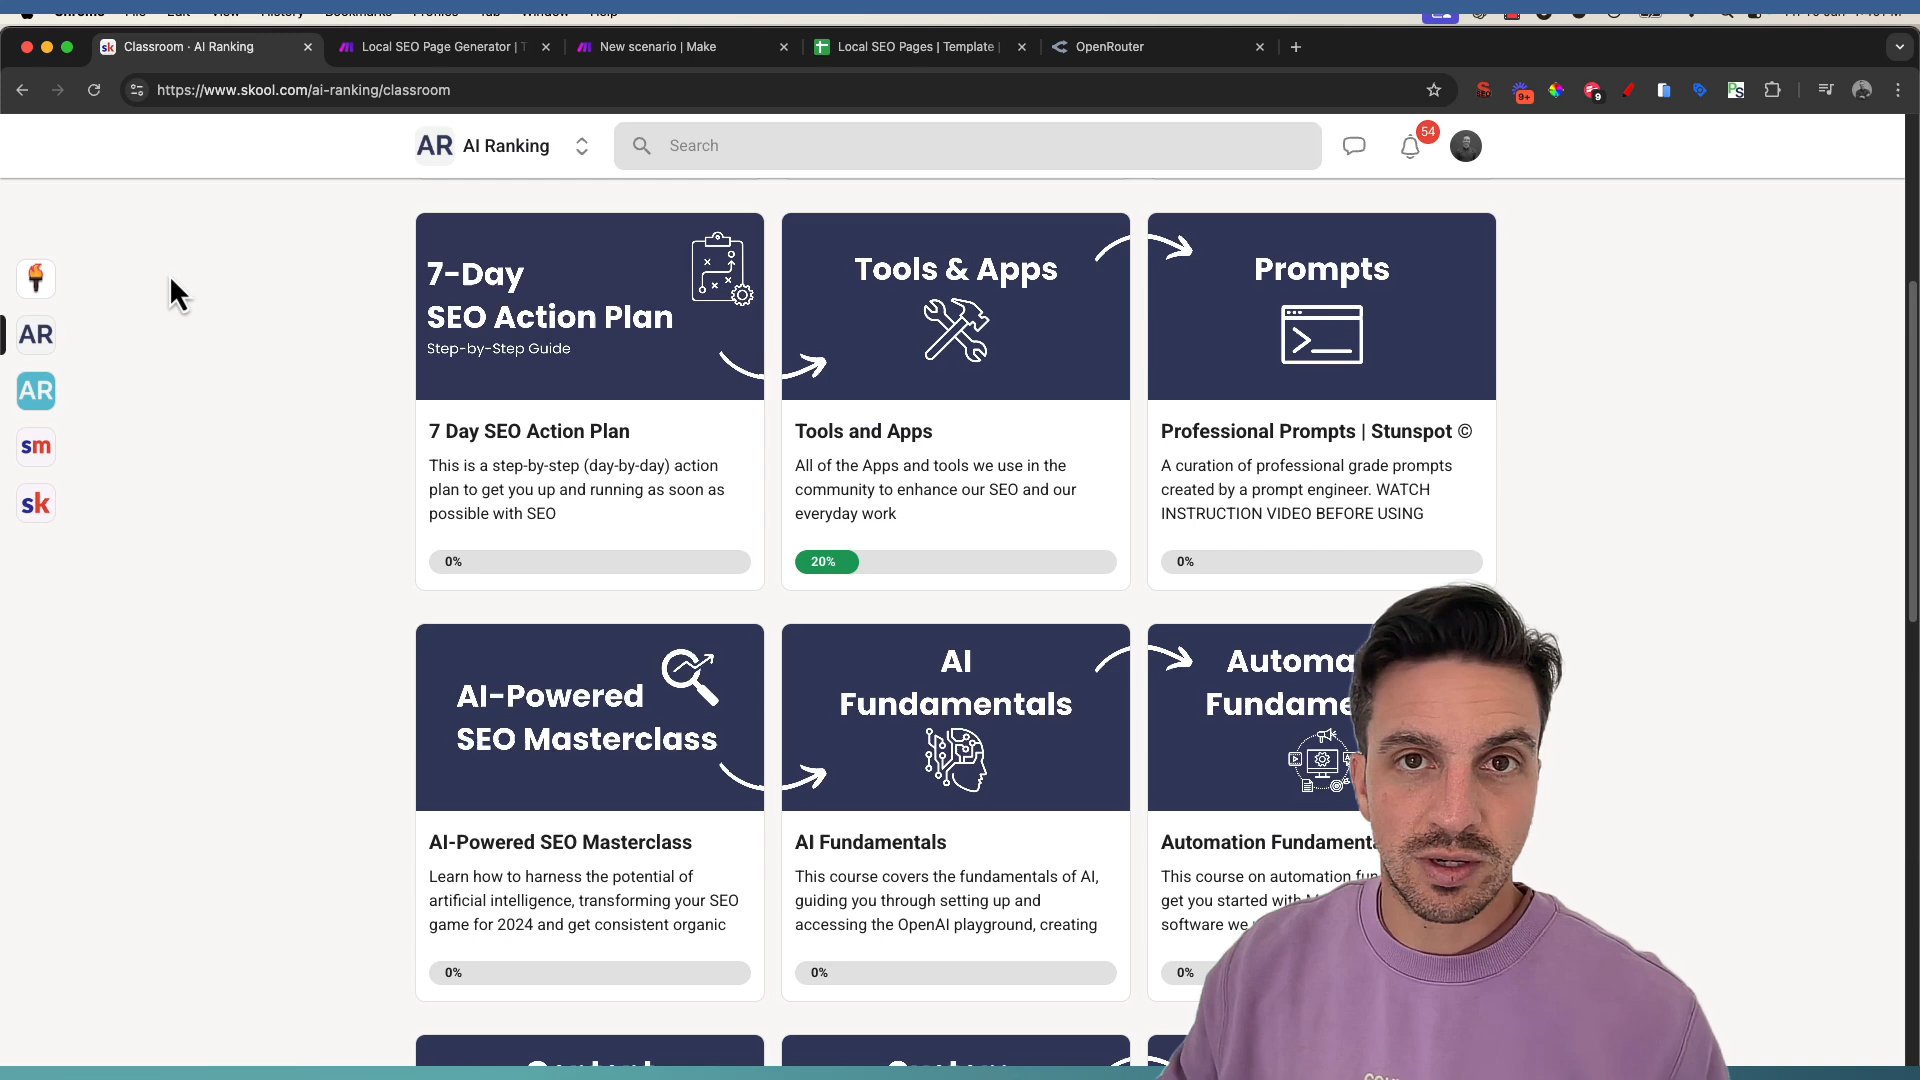 Classroom · AI Ranking
Local SEO Page Generator | T
New scenario | Make
Local SEO Pages | Template |
OpenRouter
https://www.skool.com/ai-ranking/classroom
9+
9
AR
AI Ranking
Search
54
AR
AR
sm
sk
7-Day
SEO Action Plan
Step-by-Step Guide
7 Day SEO Action Plan
This is a step-by-step (day-by-day) action
plan to get you up and running as soon as
possible with SEO
0%
Tools & Apps
Tools and Apps
All of the Apps and tools we use in the
community to enhance our SEO and our
everyday work
20%
Prompts
Professional Prompts | Stunspot ©
A curation of professional grade prompts
created by a prompt engineer. WATCH
INSTRUCTION VIDEO BEFORE USING
0%
AI-Powered
SEO Masterclass
AI-Powered SEO Masterclass
Learn how to harness the potential of
artificial intelligence, transforming your SEO
game for 2024 and get consistent organic
0%
AI
Fundamentals
AI Fundamentals
This course covers the fundamentals of AI,
guiding you through setting up and
accessing the OpenAI playground, creating
0%
Automa
Fundame
Automation Fundamenta
This course on automation fun
get you started with
software we
0%